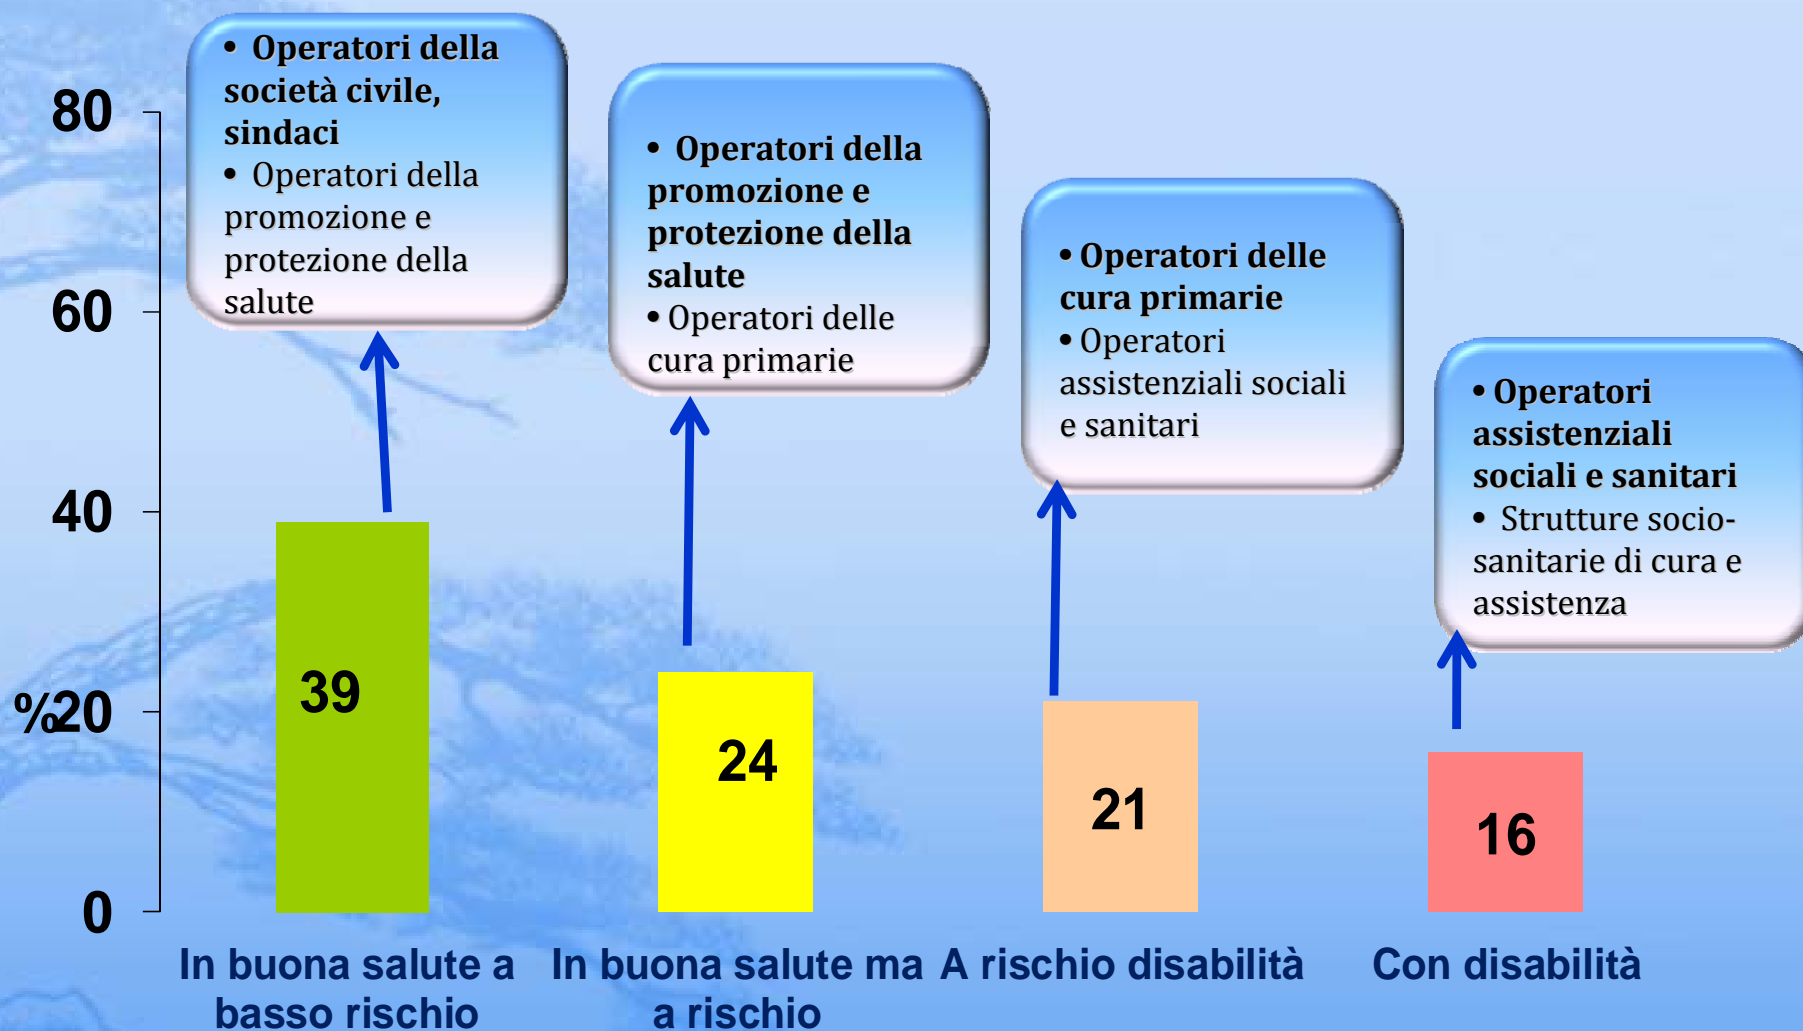 • Operatori della
società civile,
sindaci
• Operatori della
promozione e
protezione della
salute
• Operatori della
promozione e
protezione della
salute
• Operatori delle
cura primarie
• Operatori delle
cura primarie
• Operatori
assistenziali sociali
e sanitari
• Operatori
assistenziali
sociali e sanitari
• Strutture socio-
sanitarie di cura e
assistenza
80
60
40
%20
0
39
24
21
16
In buona salute a
basso rischio
In buona salute ma
a rischio
A rischio disabilità
Con disabilità